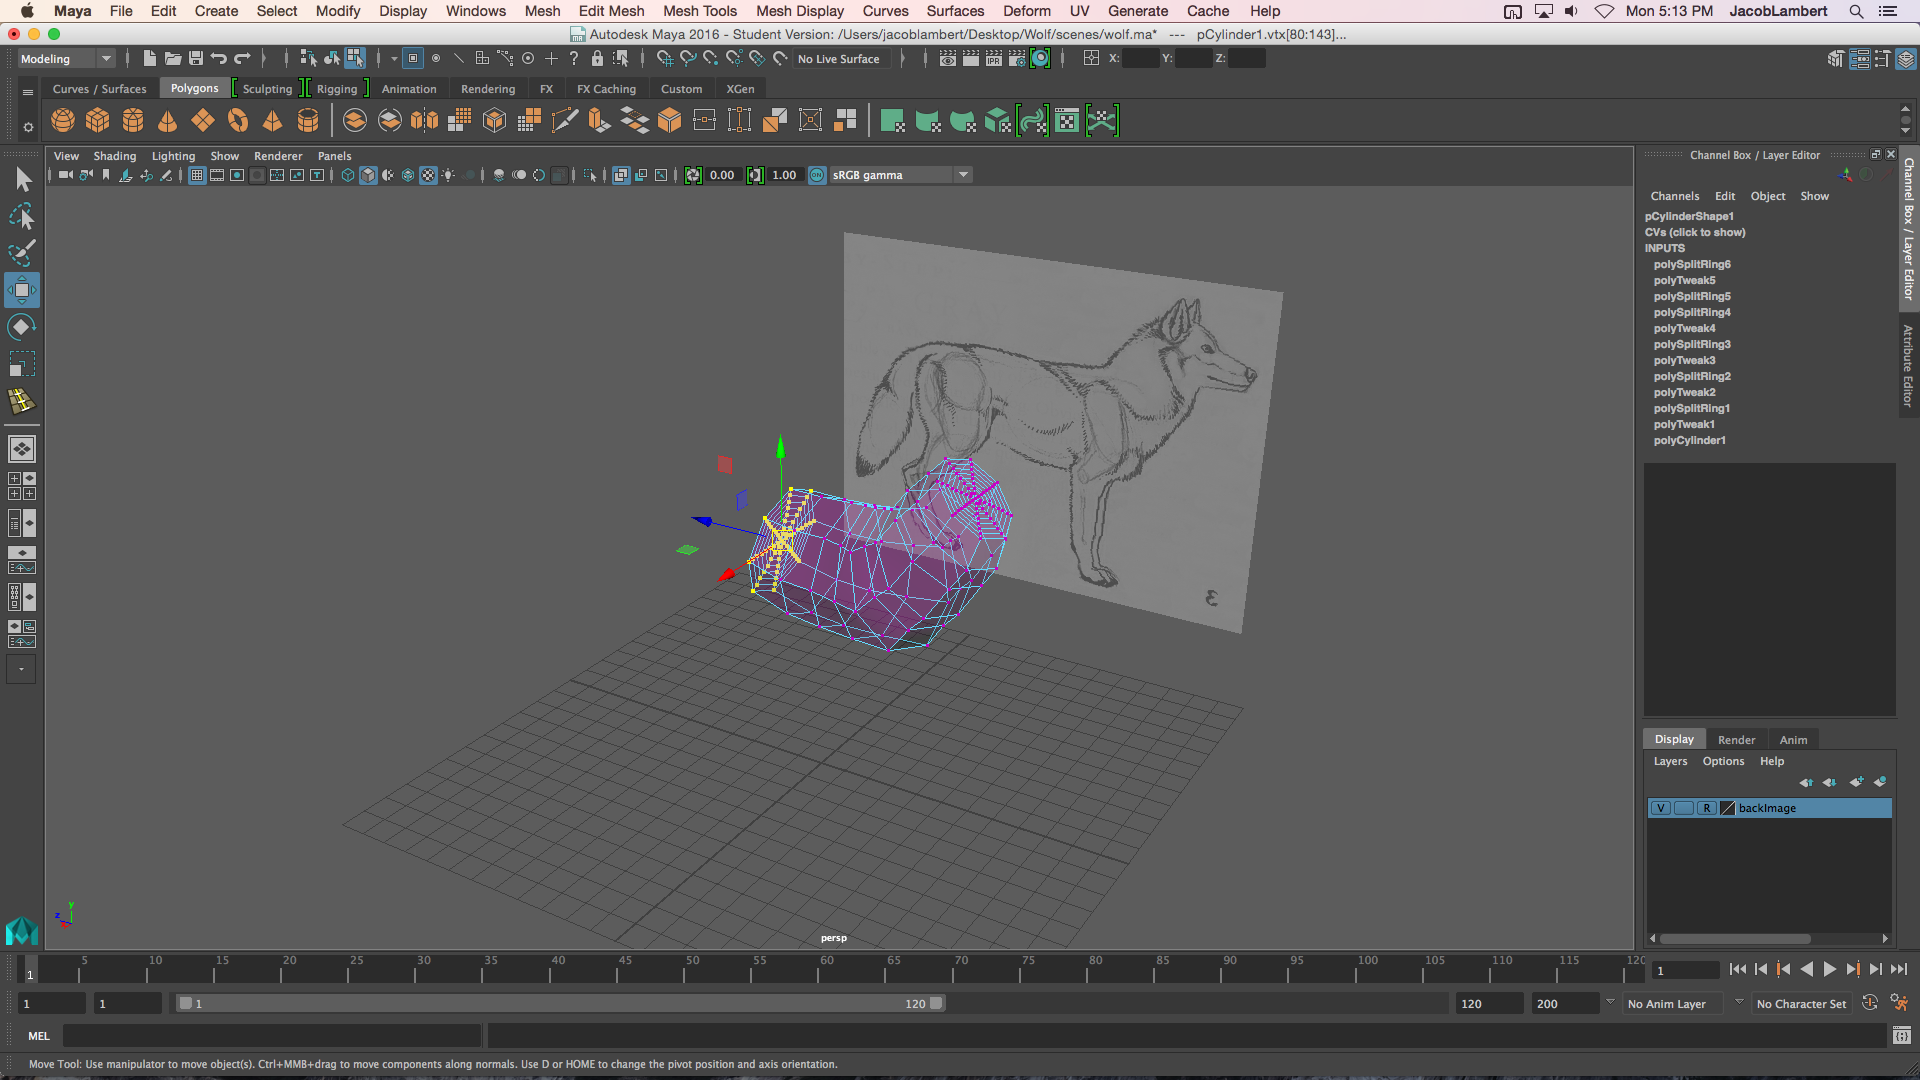 Maya File Edit Create Select Modify Display Windows Mesh Edit Mesh Mesh Tools Mesh Display Curves Surfaces Deform UV Generate Cache Help Mon 5:13 PM JacobLambert
Autodesk Maya 2016 - Student Version: /Users/jacoblambert/Desktop/Wolf/scenes/wolf.ma* --- pCylinder1.vtx[80:143]...
Modeling No Live Surface IPR X: Y: Z:
Curves / Surfaces Polygons Sculpting Rigging Animation Rendering FX FX Caching Custom XGen
View Shading Lighting Show Renderer Panels
0.00 1.00 ON sRGB gamma
Channel Box / Layer Editor
Channels Edit Object Show
pCylinderShape1
CVs (click to show)
INPUTS
polySplitRing6
polyTweak5
polySplitRing5
polySplitRing4
polyTweak4
polySplitRing3
polyTweak3
polySplitRing2
polyTweak2
polySplitRing1
polyTweak1
polyCylinder1
Channel Box / Layer Editor
Attribute Editor
Display Render Anim
Layers Options Help
V R backImage
y
z
persp
5 10 15 20 25 30 35 40 45 50 55 60 65 70 75 80 85 90 95 100 105 110 115 120
1
1
1 1 1 120 120 200 No Anim Layer No Character Set
MEL
Move Tool: Use manipulator to move object(s). Ctrl+MMB+drag to move components along normals. Use D or HOME to change the pivot position and axis orientation.